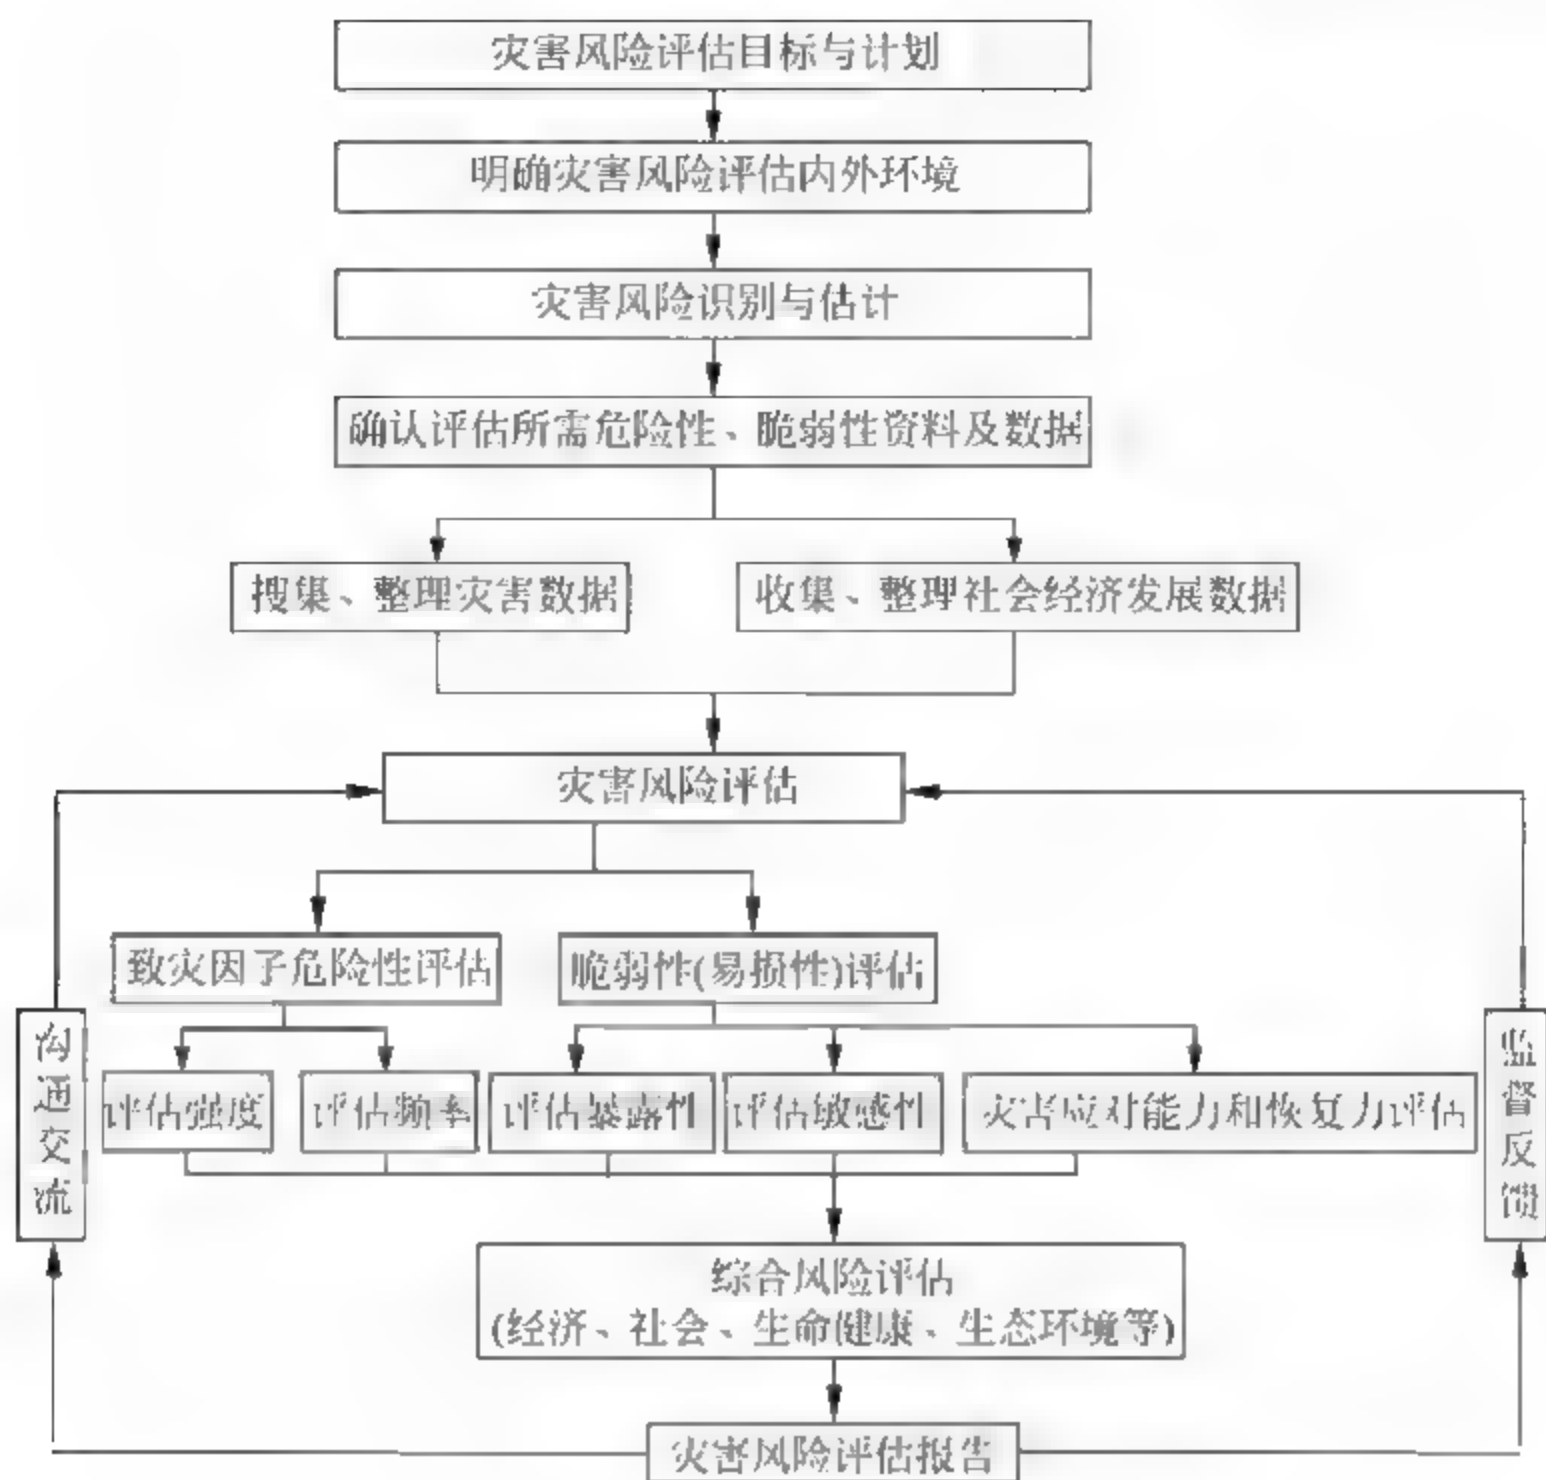 灾害风险评估目标与计划
明确灾害风险评估内外环境
灾害风险识别与估计
确认评估所需危险性、脆弱性资料及数据
搜集、整理灾害数据
收集、整理社会经济发展数据
灾害风险评估
致灾因子危险性评估
脆弱性(易损性)评估
沟通交流
评估强度
评估频率
评估暴露性
评估敏感性
灾害应对能力和恢复力评估
监督反馈
综合风险评估
(经济、社会、生命健康、生态环境等)
灾害风险评估报告